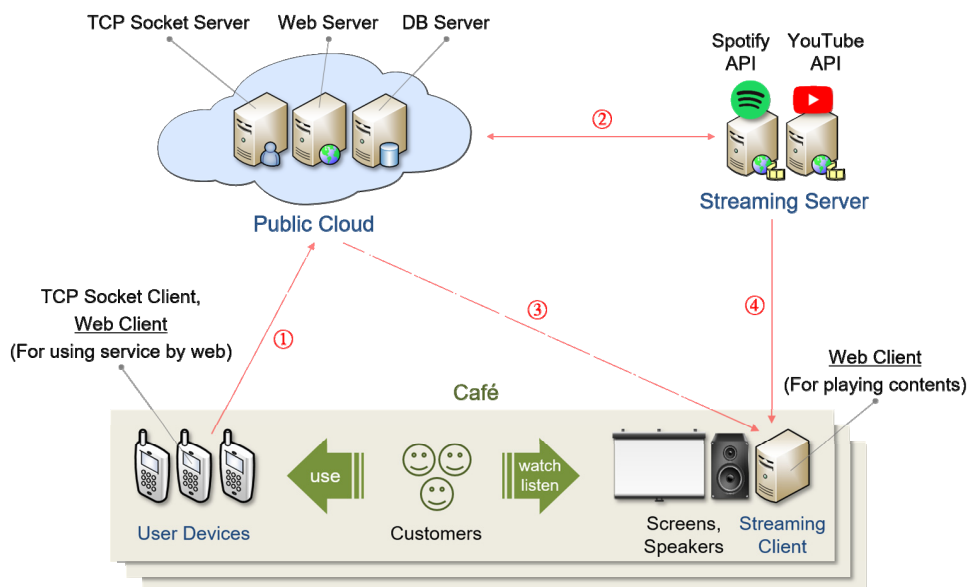 TCP Socket Server
Web Server
DB Server
Spotify
API
YouTube
API
②
Public Cloud
Streaming Server
TCP Socket Client,
Web Client
(For using service by web)
①
③
④
Web Client
(For playing contents)
Café
use
watch
listen
User Devices
Customers
Screens,
Speakers
Streaming
Client